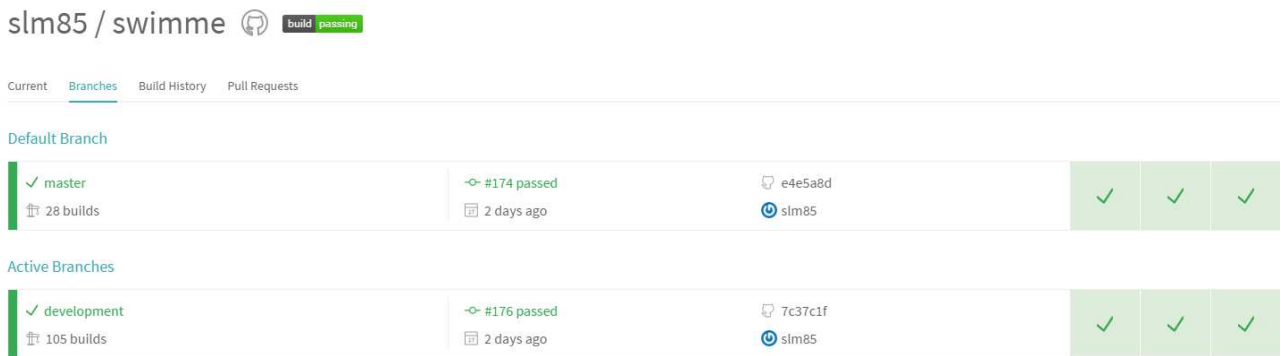 slm85 / swimme build passing
Current Branches Build History Pull Requests
Default Branch
master #174 passed e4e5a8d
28 builds 2 days ago slm85
Active Branches
development #176 passed 7c37c1f
105 builds 2 days ago slm85